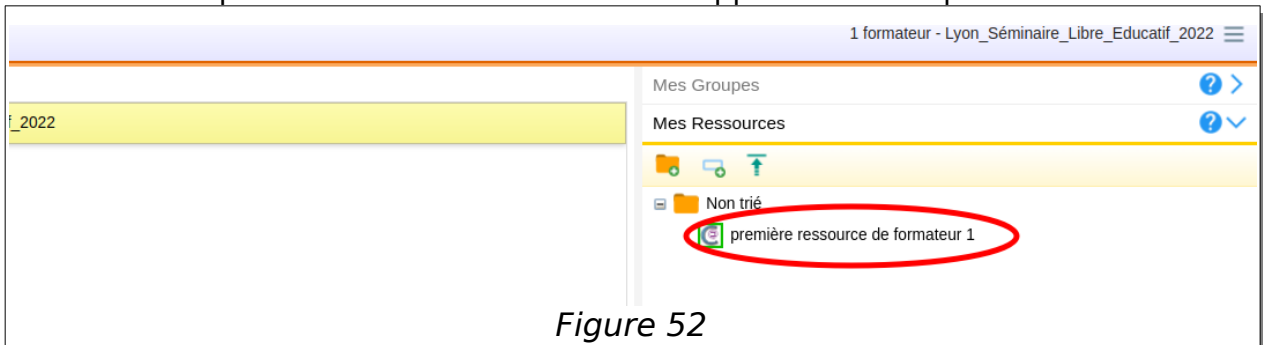 1 formateur - Lyon_Séminaire_Libre_Educatif_2022
Mes Groupes
f_2022
Mes Ressources
Non trié
première ressource de formateur 1
Figure 52